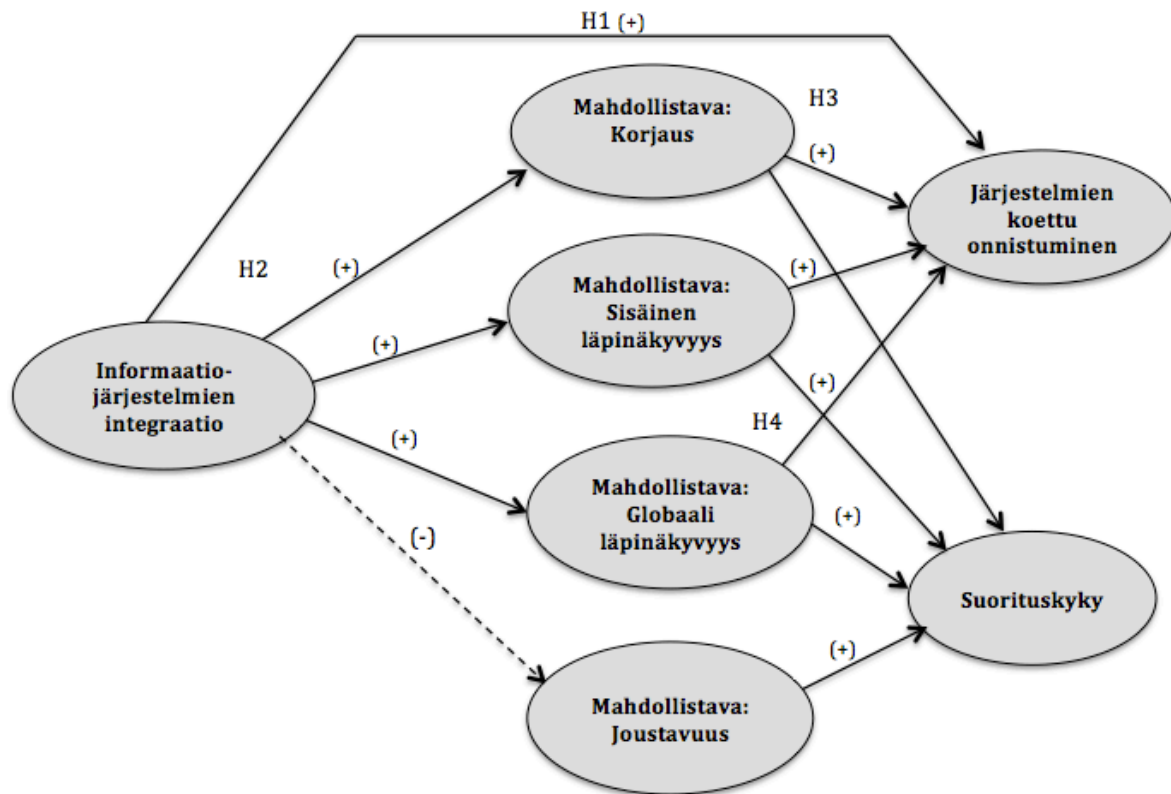 H1 (+)
Mahdollistava:
Korjaus
H3
(+)
Järjestelmien
koettu
onnistuminen
H2
(+)
Mahdollistava:
Sisäinen
läpinäkyvyys
(+)
(+)
Informaatio-
järjestelmien
integraatio
(+)
H4
(+)
Mahdollistava:
Globaali
läpinäkyvyys
(+)
(-)
Suorituskyky
(+)
Mahdollistava:
Joustavuus